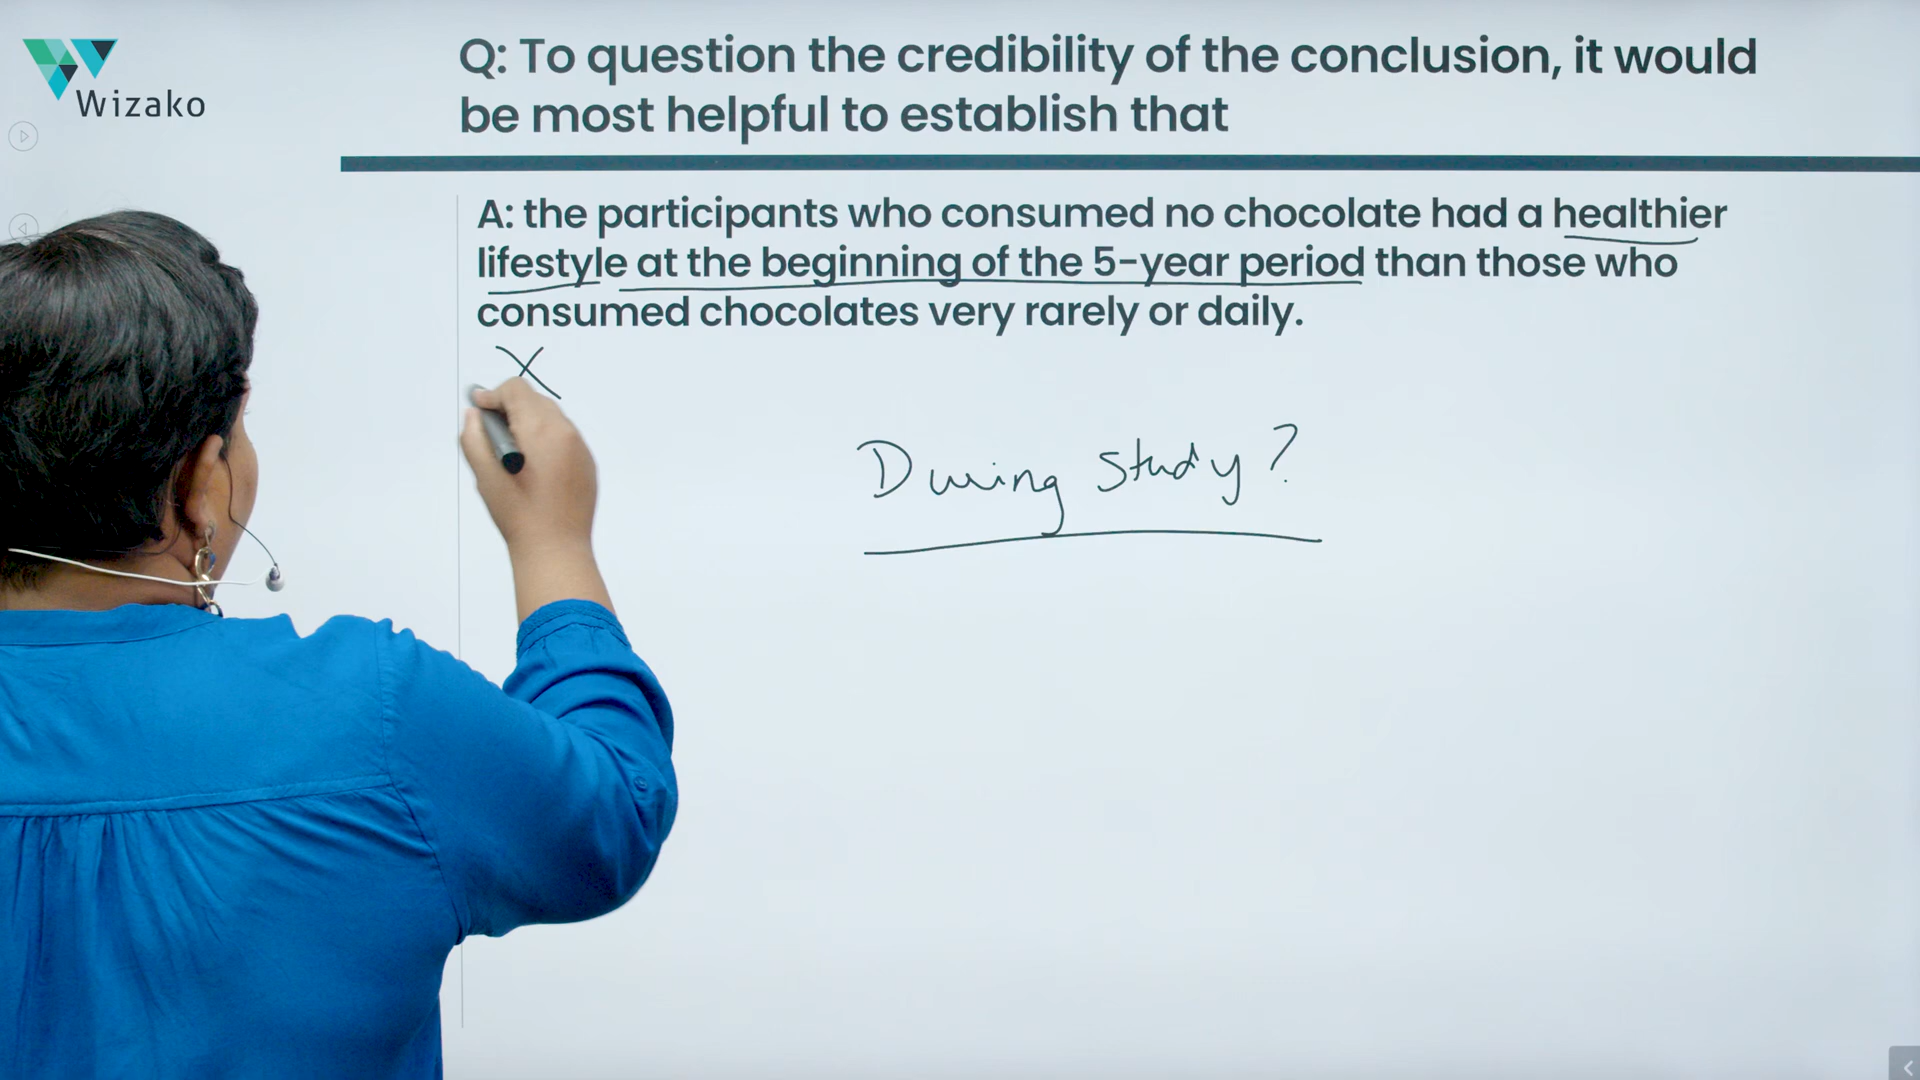 Wizako
Q: To question the credibility of the conclusion, it would
be most helpful to establish that
A: the participants who consumed no chocolate had a healthier
lifestyle at the beginning of the 5-year period than those who
consumed chocolates very rarely or daily.
X
During Study?